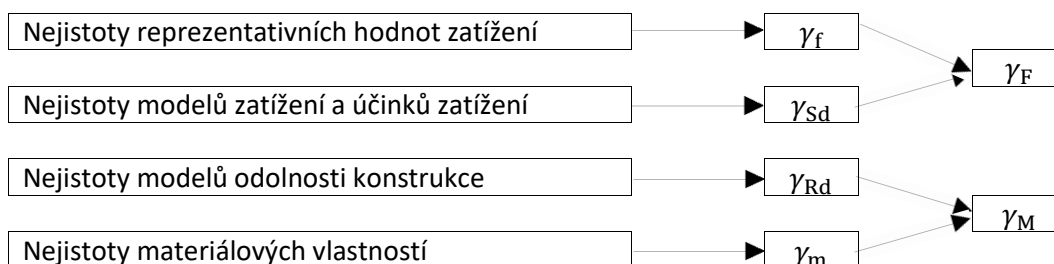 Nejistoty reprezentativních hodnot zatížení
γf
γF
Nejistoty modelů zatížení a účinků zatížení
γSd
Nejistoty modelů odolnosti konstrukce
γRd
γM
Nejistoty materiálových vlastností
γm